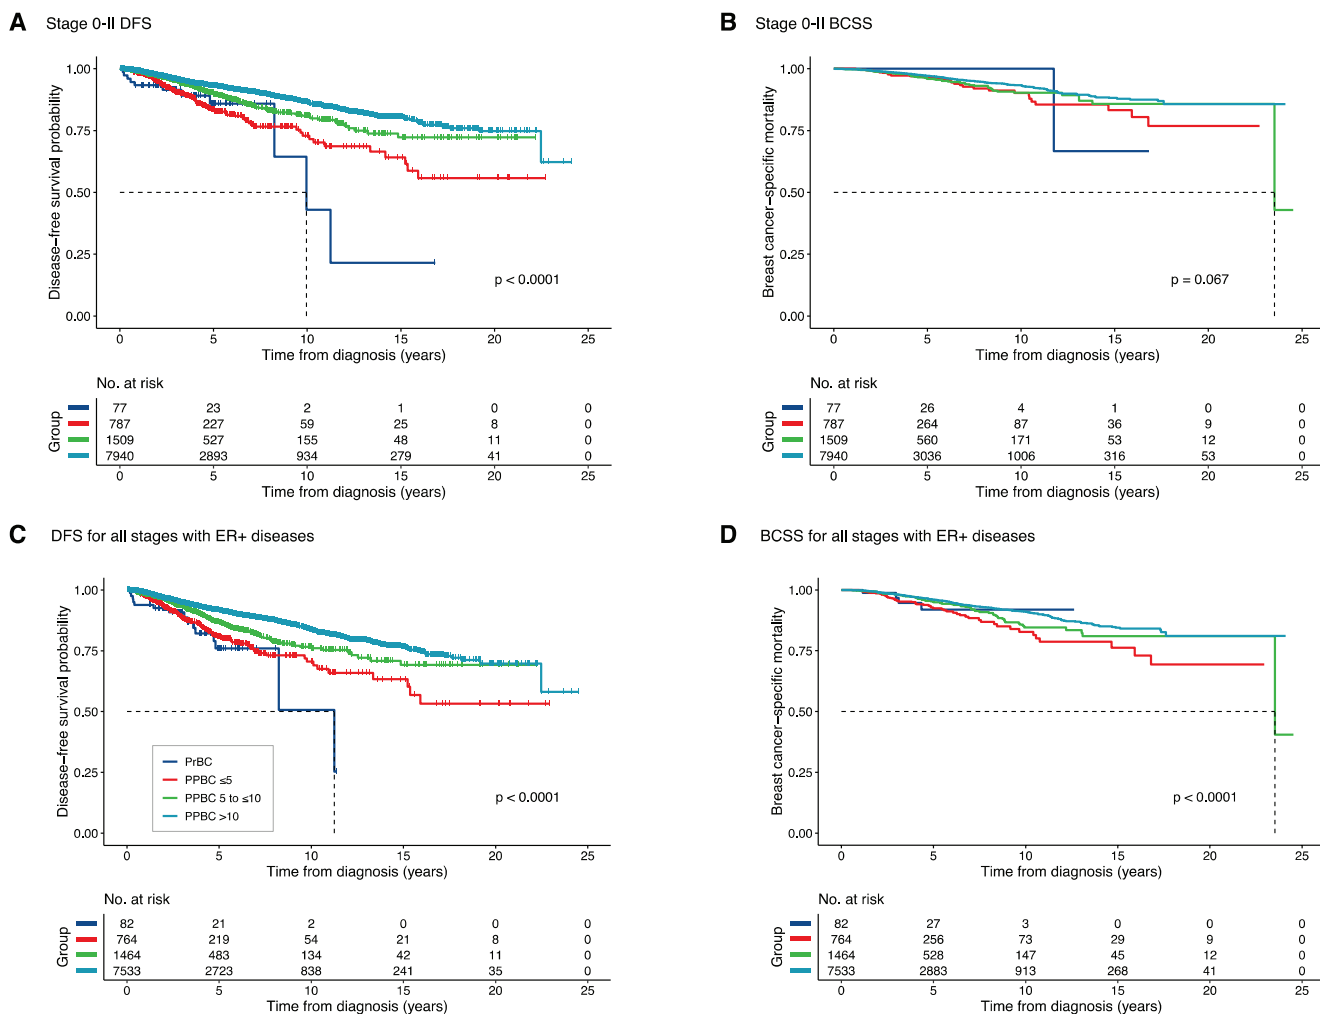 A Stage 0-II DFS
1.00
0.75
0.50
0.25
0.00
Disease−free survival probability
p < 0.0001
0 5 10 15 20 25
Time from diagnosis (years)
No. at risk
Group
77 23 2 1 0 0
787 227 59 25 8 0
1509 527 155 48 11 0
7940 2893 934 279 41 0
0 5 10 15 20 25
Time from diagnosis (years)
B Stage 0-II BCSS
1.00
0.75
0.50
0.25
0.00
Breast cancer−specific mortality
p = 0.067
0 5 10 15 20 25
Time from diagnosis (years)
No. at risk
Group
77 26 4 1 0 0
787 264 87 36 9 0
1509 560 171 53 12 0
7940 3036 1006 316 53 0
0 5 10 15 20 25
Time from diagnosis (years)
C DFS for all stages with ER+ diseases
1.00
0.75
0.50
0.25
0.00
Disease−free survival probability
PrBC
PPBC ≤5
PPBC 5 to ≤10
PPBC >10
p < 0.0001
0 5 10 15 20 25
Time from diagnosis (years)
No. at risk
Group
82 21 2 0 0 0
764 219 54 21 8 0
1464 483 134 42 11 0
7533 2723 838 241 35 0
0 5 10 15 20 25
Time from diagnosis (years)
D BCSS for all stages with ER+ diseases
1.00
0.75
0.50
0.25
0.00
Breast cancer−specific mortality
p < 0.0001
0 5 10 15 20 25
Time from diagnosis (years)
No. at risk
Group
82 27 3 0 0 0
764 256 73 29 9 0
1464 528 147 45 12 0
7533 2883 913 268 41 0
0 5 10 15 20 25
Time from diagnosis (years)